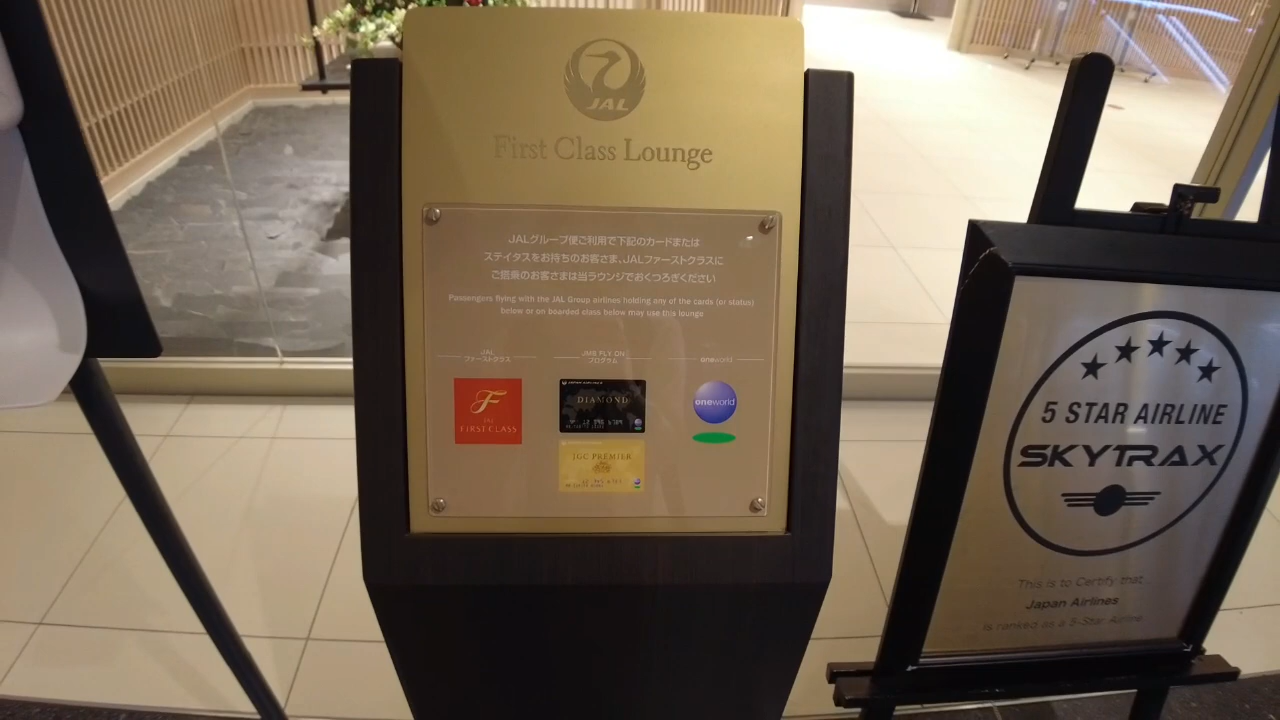 JAL
First Class Lounge
JALグループ便ご利用で下記のカードまたは
ステイタスをお持ちのお客さま、JALファーストクラスに
ご搭乗のお客さまは当ラウンジでおくつろぎください
Passengers flying with the JAL Group airlines holding any of the cards (or status)
below or on boarded class below may use this lounge
JAL
ファーストクラス
JMB FLY ON
プログラム
oneworld
F
JAL
FIRST CLASS
DIAMOND
JGC PREMIER
oneworld
5 STAR AIRLINE
SKYTRAX
This is to Certify that...
Japan Airlines
is ranked as a 5-Star Airline